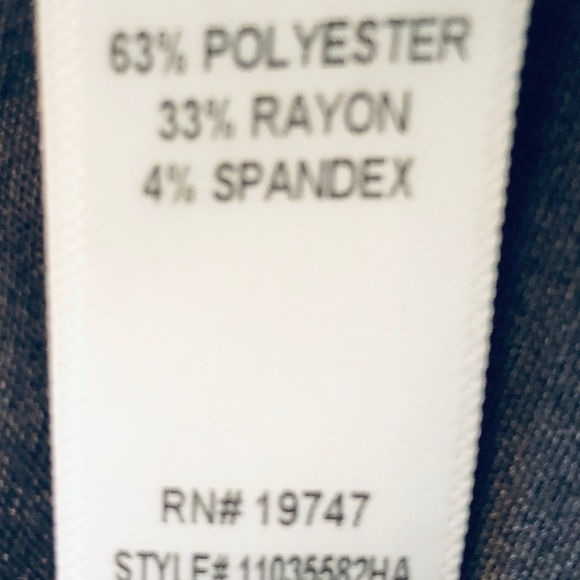 63% POLYESTER
33% RAYON
4% SPANDEX
RN# 19747
STYLE# 11035582HA